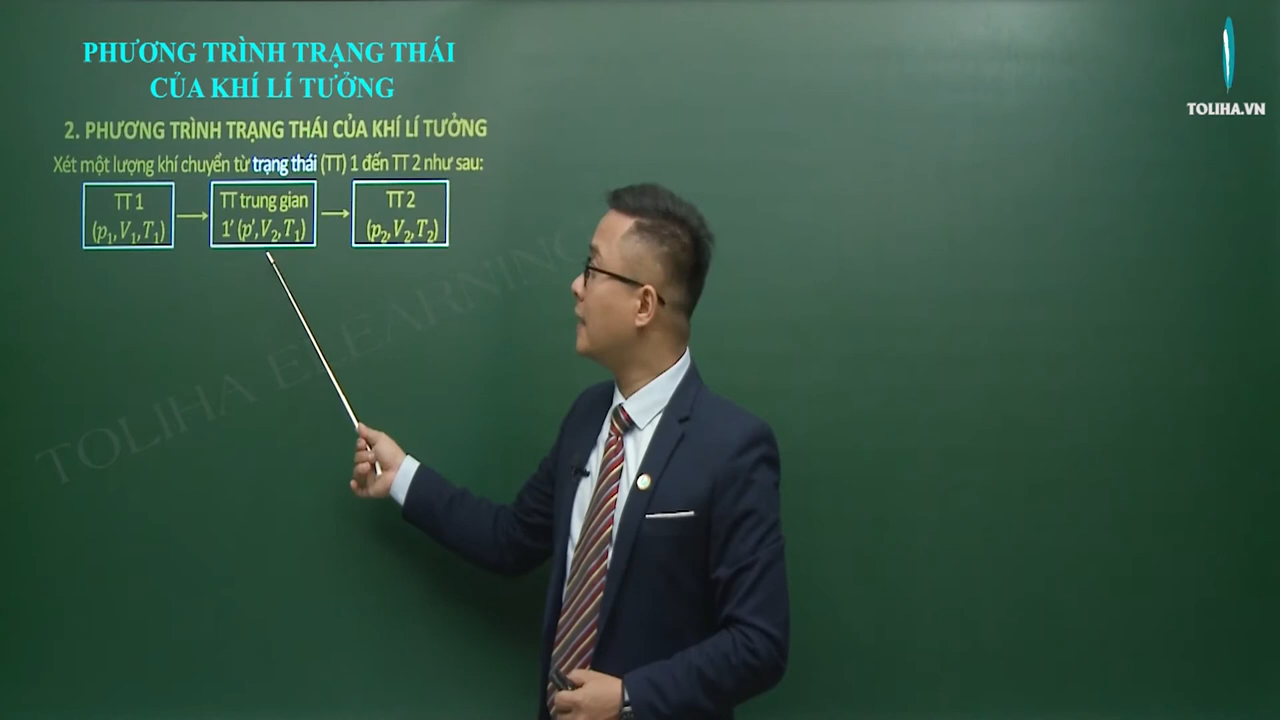 PHƯƠNG TRÌNH TRẠNG THÁI
CỦA KHÍ LÍ TƯỞNG
TOLIHA.VN
2. PHƯƠNG TRÌNH TRẠNG THÁI CỦA KHÍ LÍ TƯỞNG
Xét một lượng khí chuyển từ trạng thái (TT) 1 đến TT 2 như sau:
TT 1
(p₁,V₁,T₁)
TT trung gian
1′ (p′,V₂,T₁)
TT 2
(p₂,V₂,T₂)
TOLIHA ELEARNING